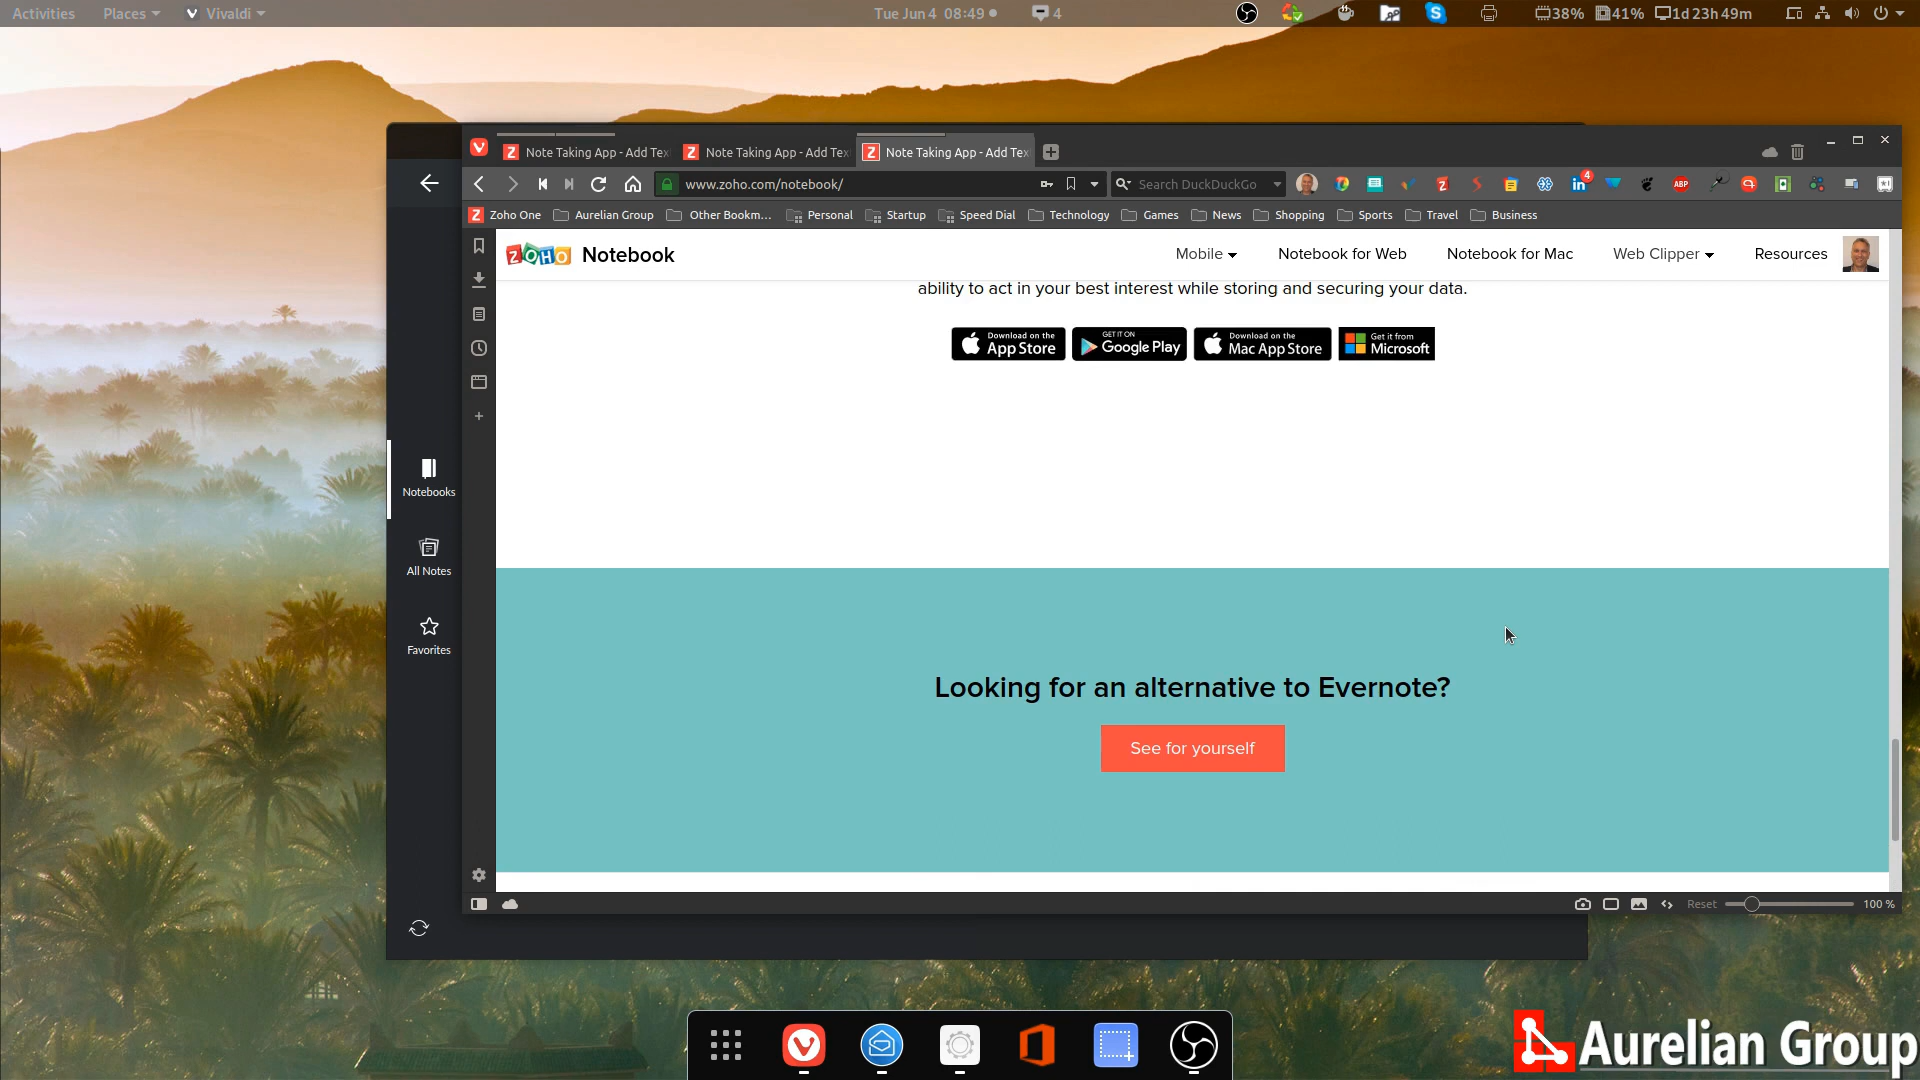 Activities Places Vivaldi Tue Jun 4 08:49 4 38% 41% 1d 23h 49m
Note Taking App - Add Tex Note Taking App - Add Tex Note Taking App - Add Tex
www.zoho.com/notebook/ Search DuckDuckGo 4 ABP
Zoho One Aurelian Group Other Bookm... Personal Startup Speed Dial Technology Games News Shopping Sports Travel Business
ZOHO Notebook Mobile Notebook for Web Notebook for Mac Web Clipper Resources
ability to act in your best interest while storing and securing your data.
Download on the App Store
GET IT ON Google Play
Download on the Mac App Store
Get it from Microsoft
Notebooks
All Notes
Favorites
Looking for an alternative to Evernote?
See for yourself
Reset 100 %
Aurelian Group